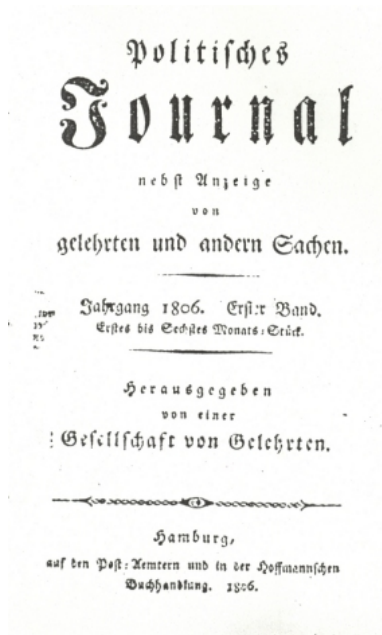 Politisches
Journal
nebst Anzeige
von
gelehrten und andern Sachen.
Jahrgang 1806. Erster Band.
Erstes bis Sechstes Monats-Stück.
Herausgegeben
von einer
Gesellschaft von Gelehrten.
Hamburg,
auf den Post-Aemtern und in der Hoffmannschen
Buchhandlung. 1806.